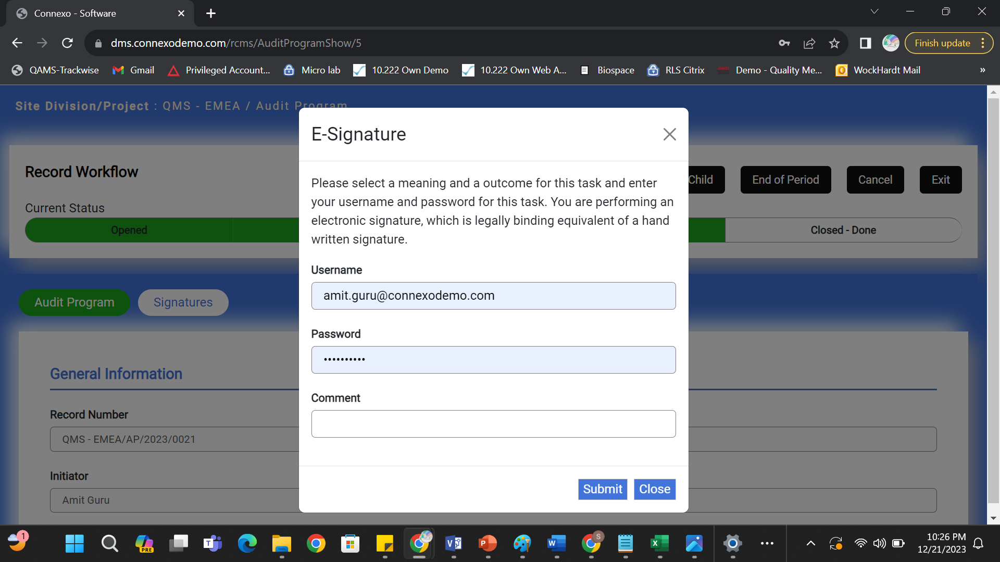 Connexo - Software
dms.connexodemo.com/rcms/AuditProgramShow/5
Finish update
QAMS-Trackwise
Gmail
Privileged Account...
Micro lab
10.222 Own Demo
10.222 Own Web A...
Biospace
RLS Citrix
Demo - Quality Me...
WockHardt Mail
»
Site Division/Project : QMS - EMEA / Audit Program
E-Signature
Record Workflow
Child
End of Period
Cancel
Exit
Please select a meaning and a outcome for this task and enter
your username and password for this task. You are performing an
electronic signature, which is legally binding equivalent of a hand
written signature.
Current Status
Opened
Closed - Done
Username
amit.guru@connexodemo.com
Audit Program
Signatures
Password
••••••••••
General Information
Comment
Record Number
QMS - EMEA/AP/2023/0021
Initiator
Amit Guru
Submit
Close
1
PRE
S
10:26 PM
12/21/2023